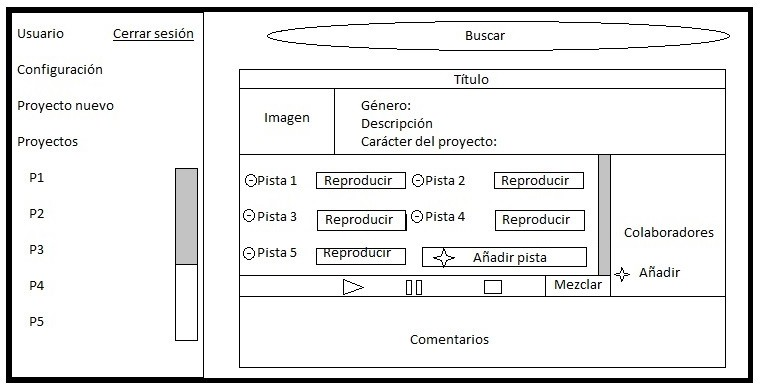 Usuario Cerrar sesión
Configuración
Proyecto nuevo
Proyectos
P1
P2
P3
P4
P5
Buscar
Título
Imagen
Género:
Descripción
Carácter del proyecto:
Pista 1 Reproducir Pista 2 Reproducir
Pista 3 Reproducir Pista 4 Reproducir
Pista 5 Reproducir Añadir pista
Mezclar
Colaboradores
Añadir
Comentarios